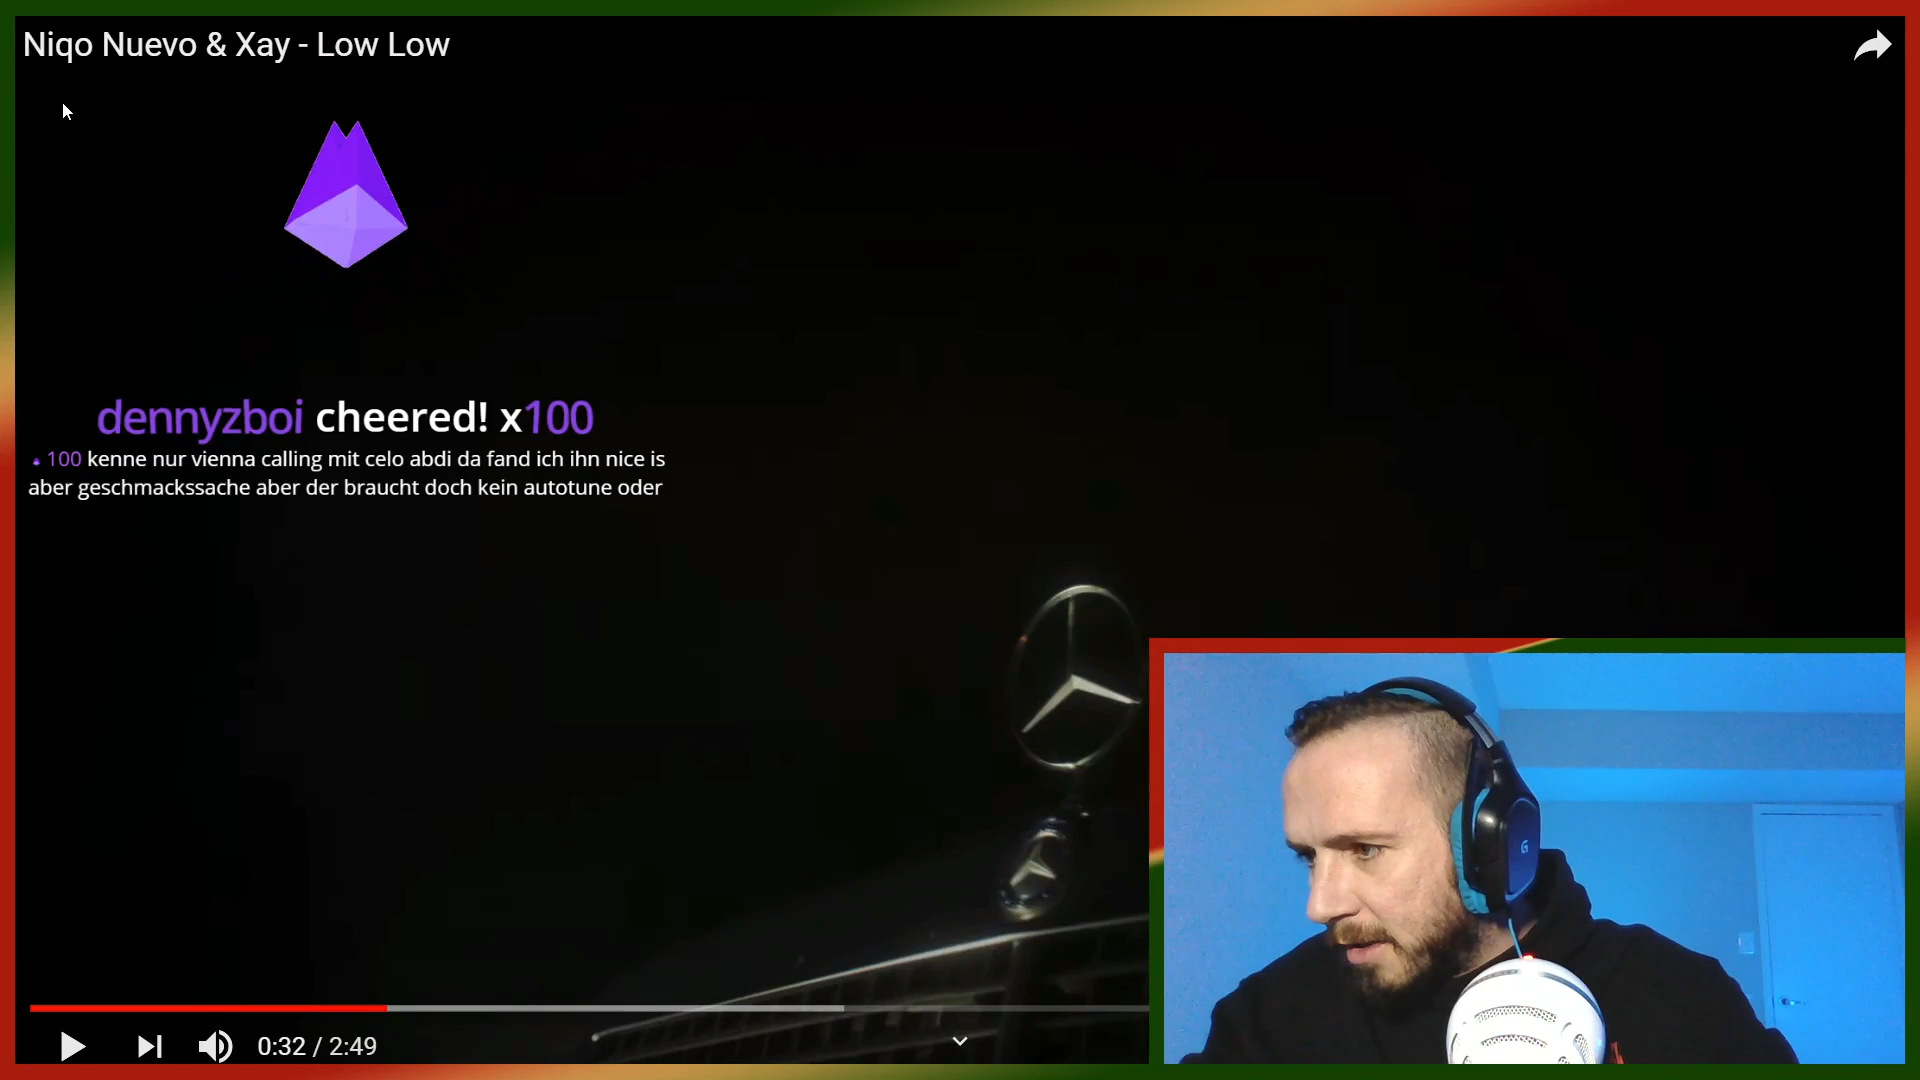 Niqo Nuevo & Xay - Low Low
dennyzboi cheered! x100
100 kenne nur vienna calling mit celo abdi da fand ich ihn nice is
aber geschmackssache aber der braucht doch kein autotune oder
0:32 / 2:49
G